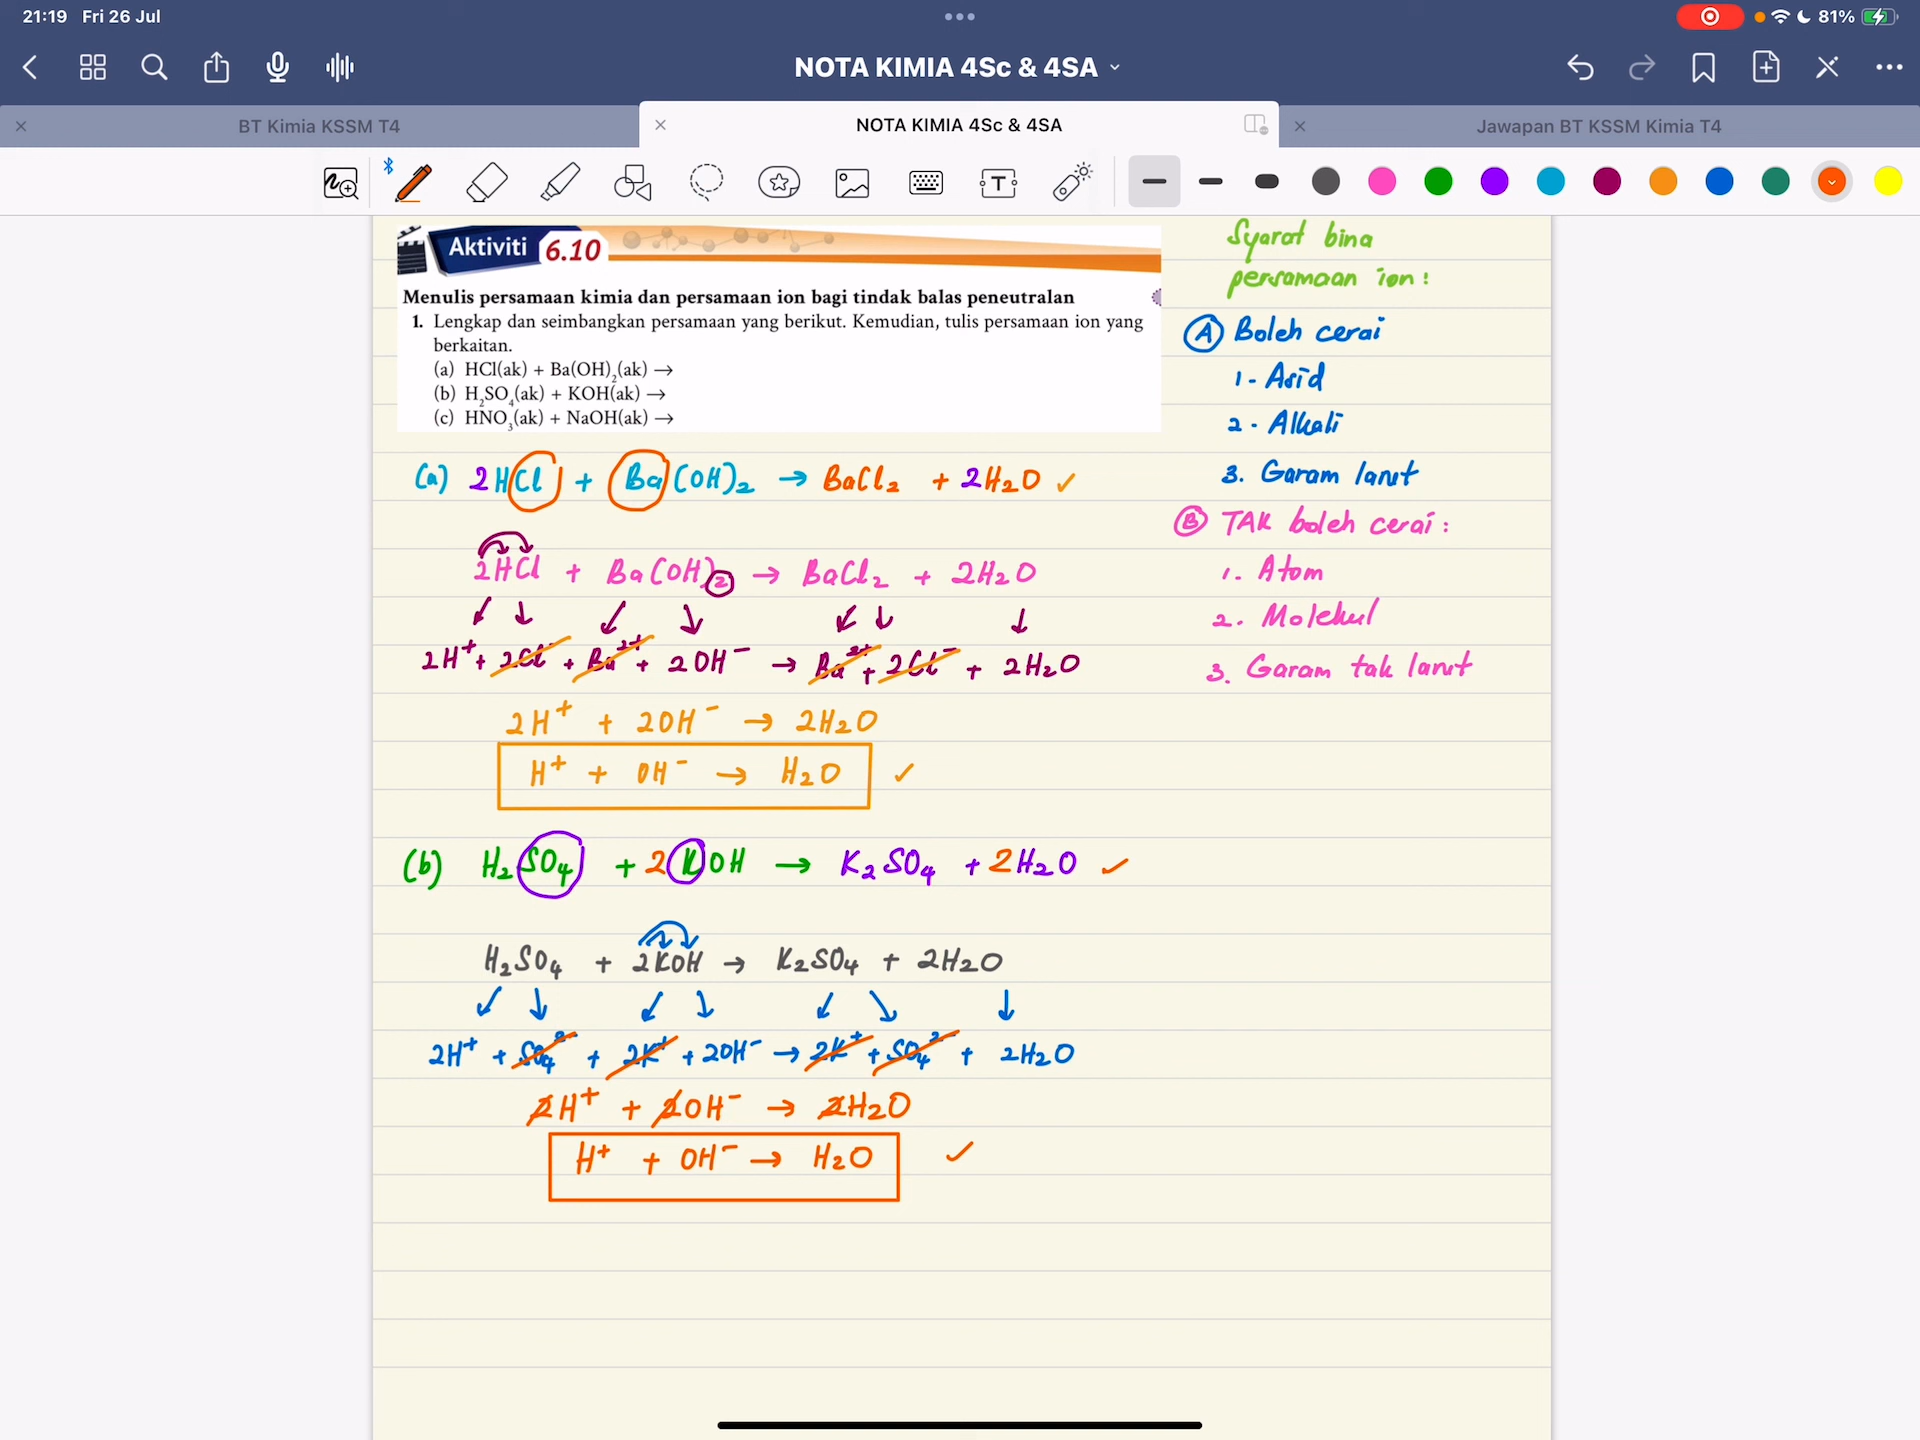 21:19 Fri 26 Jul
81%
NOTA KIMIA 4Sc & 4SA
BT Kimia KSSM T4
NOTA KIMIA 4Sc & 4SA
Jawapan BT KSSM Kimia T4
Aktiviti 6.10
Menulis persamaan kimia dan persamaan ion bagi tindak balas peneutralan
1. Lengkap dan seimbangkan persamaan yang berikut. Kemudian, tulis persamaan ion yang
berkaitan.
(a) HCl(ak) + Ba(OH)₂(ak) →
(b) H₂SO₄(ak) + KOH(ak) →
(c) HNO₃(ak) + NaOH(ak) →
Syarat bina
persamaan ion :
(A) Boleh cerai
1. Asid
2. Alkali
3. Garam larut
(B) TAK boleh cerai :
1. Atom
2. Molekul
3. Garam tak larut
(a) 2HCl + Ba(OH)₂ → BaCl₂ + 2H₂O ✓
2HCl + Ba(OH)₂ → BaCl₂ + 2H₂O
2H⁺ + 2Cl⁻ + Ba²⁺ + 2OH⁻ → Ba²⁺ + 2Cl⁻ + 2H₂O
2H⁺ + 2OH⁻ → 2H₂O
H⁺ + OH⁻ → H₂O ✓
(b) H₂SO₄ + 2KOH → K₂SO₄ + 2H₂O ✓
H₂SO₄ + 2KOH → K₂SO₄ + 2H₂O
2H⁺ + SO₄²⁻ + 2K⁺ + 2OH⁻ → 2K⁺ + SO₄²⁻ + 2H₂O
2H⁺ + 2OH⁻ → 2H₂O
H⁺ + OH⁻ → H₂O ✓